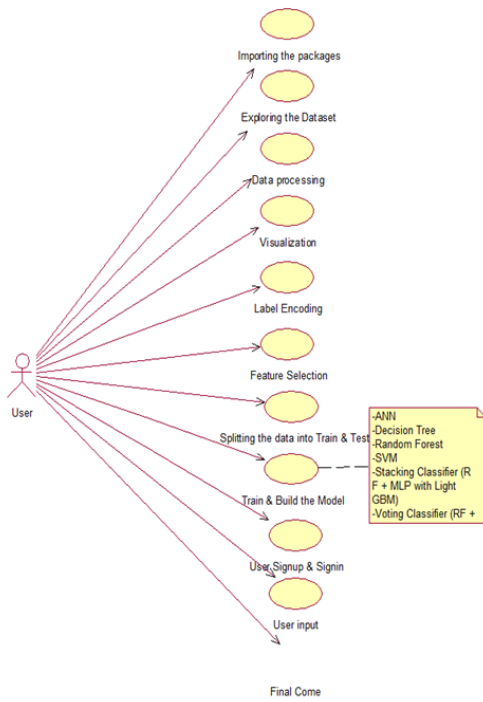 Importing the packages
Exploring the Dataset
Data processing
Visualization
Label Encoding
Feature Selection
User
Splitting the data into Train & Test
-ANN
-Decision Tree
-Random Forest
-SVM
-Stacking Classifier (R
F + MLP with Light
GBM)
-Voting Classifier (RF +
Train & Build the Model
User Signup & Signin
User input
Final Come